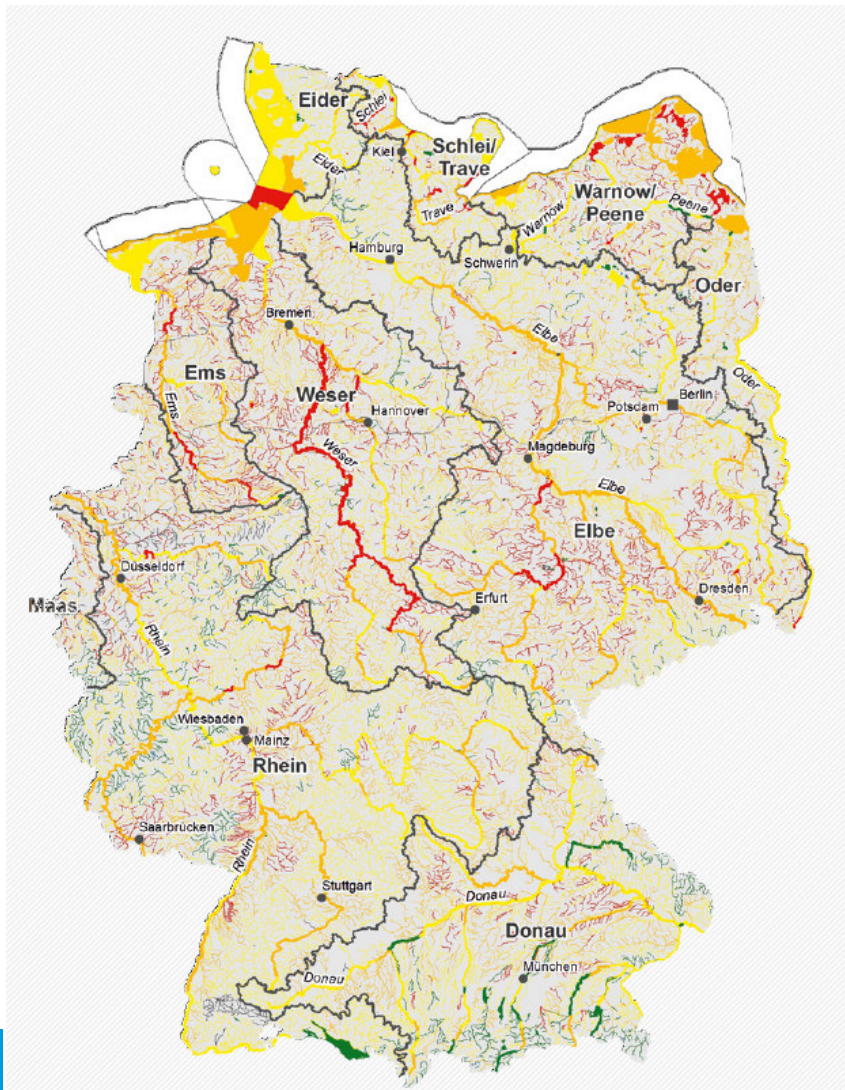 Eider
Schlei
Eider
Kiel
Schlei/
Trave
Trave
Warnow/
Peene
Warnow
Peene
Hamburg
Schwerin
Oder
Bremen
Elbe
Ems
Ems
Weser
Hannover
Weser
Potsdam
Berlin
Oder
Magdeburg
Elbe
Elbe
Düsseldorf
Maas
Rhein
Erfurt
Dresden
Wiesbaden
Mainz
Rhein
Saarbrücken
Rhein
Stuttgart
Donau
Donau
München
Donau